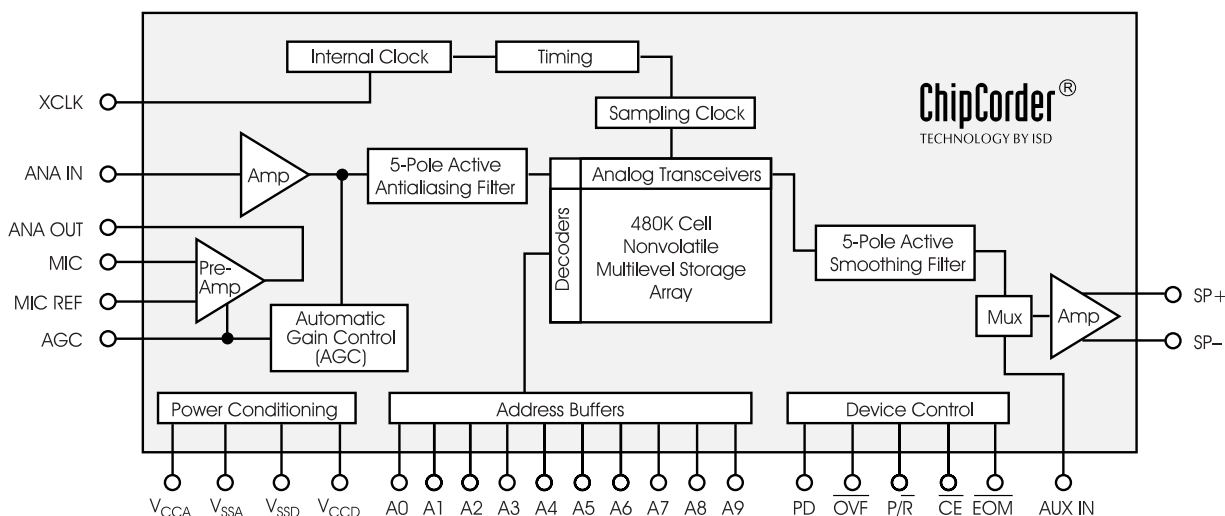 Internal Clock
Timing
XCLK
Sampling Clock
ChipCorder®
TECHNOLOGY BY ISD
ANA IN
Amp
5-Pole Active
Antialiasing Filter
Decoders
Analog Transceivers
480K Cell
Nonvolatile
Multilevel Storage
Array
ANA OUT
MIC
MIC REF
AGC
Pre-
Amp
Automatic
Gain Control
(AGC)
5-Pole Active
Smoothing Filter
Mux
Amp
SP+
SP–
Power Conditioning
Address Buffers
Device Control
VCCA VSSA VSSD VCCD A0 A1 A2 A3 A4 A5 A6 A7 A8 A9 PD O̅V̅F̅ P/R̅ C̅E̅ E̅O̅M̅ AUX IN